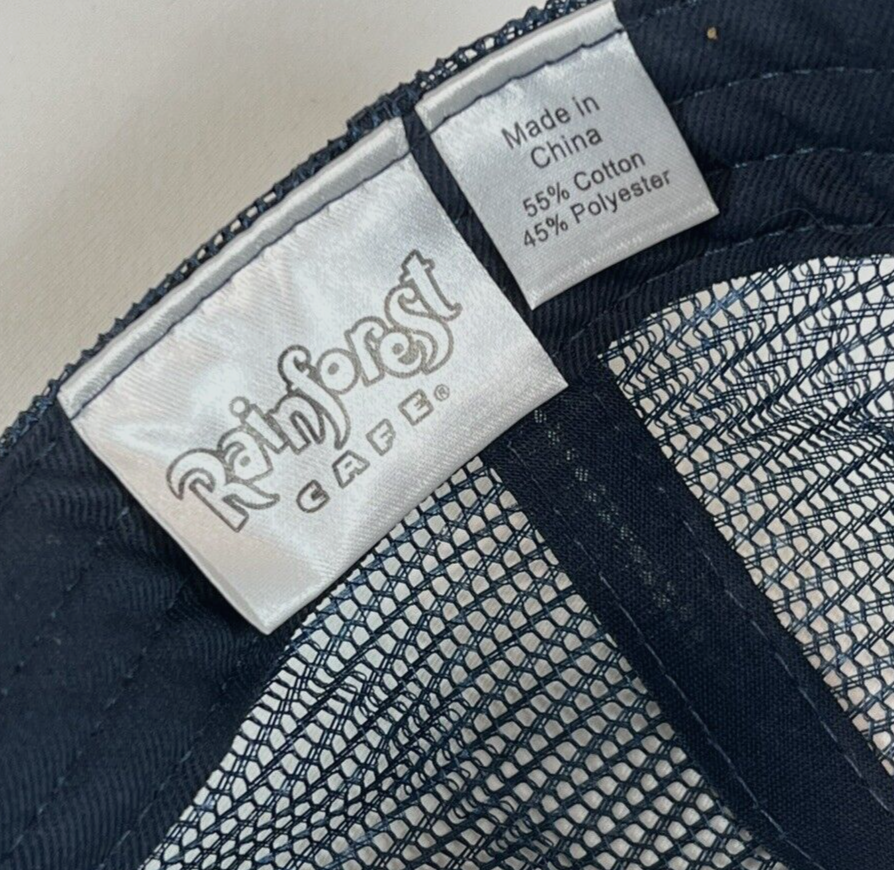 Made in
China
55% Cotton
45% Polyester
Rainforest
CAFE®